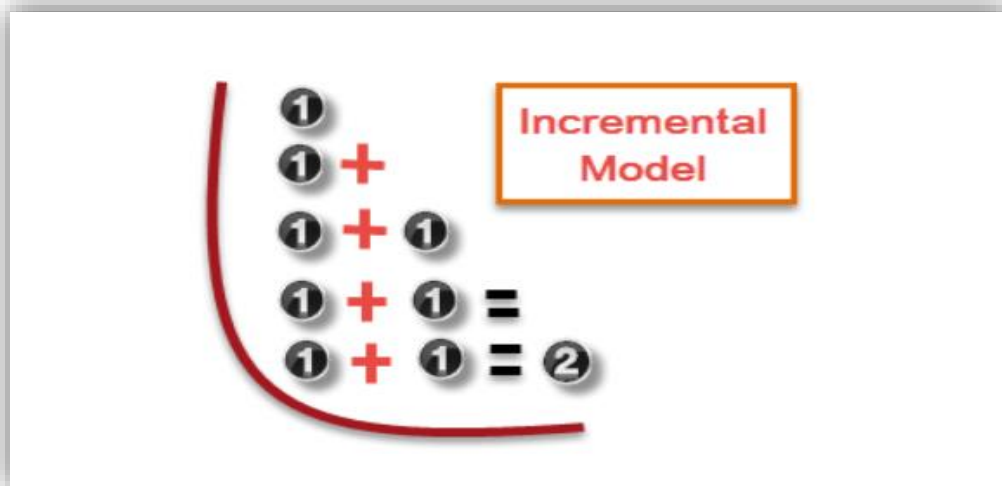 1
1 +
1 + 1
1 + 1 =
1 + 1 = 2
Incremental
Model